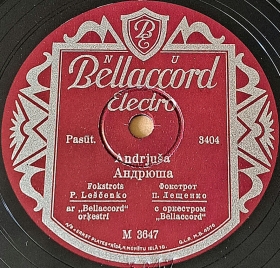 N U
Bellaccord
Electro
Pasūt. 3404
Andrjuša
Андрюша
Fokstrots Фокстрот
P. Leščenko П. Лещенко
ar „Bellaccord" с оркестром
orķestri „Bellaccord"
M 3647